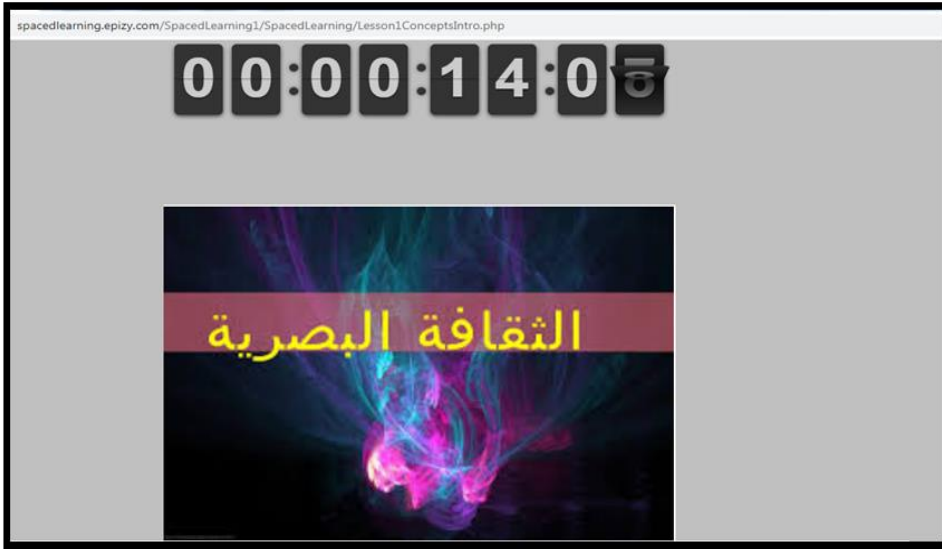 spacedlearning.epizy.com/SpacedLearning1/SpacedLearning/Lesson1ConceptsIntro.php
00:00:14:0
الثقافة البصرية